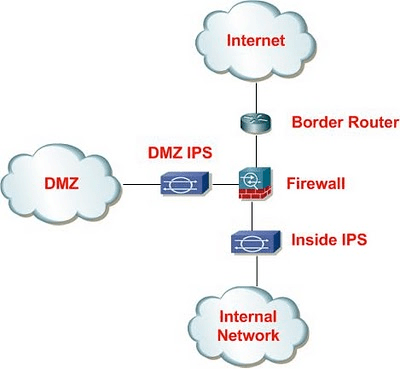 Internet
Border Router
DMZ IPS
DMZ
Firewall
Inside IPS
Internal
Network